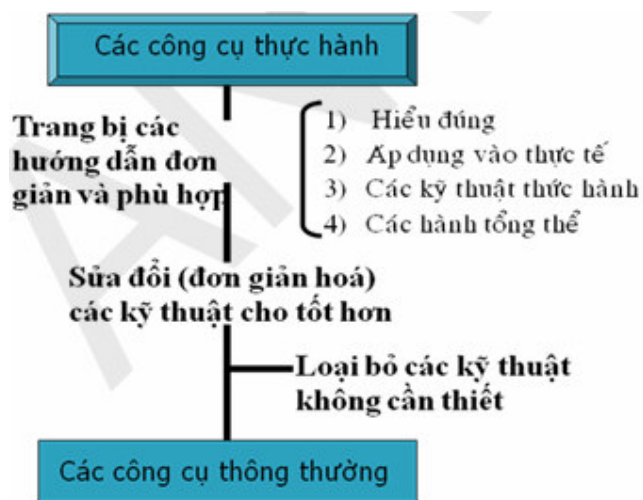 Các công cụ thực hành
Trang bị các
hướng dẫn đơn
giản và phù hợp
1) Hiểu đúng
2) Áp dụng vào thực tế
3) Các kỹ thuật thức hành
4) Các hành tổng thể
Sửa đổi (đơn giản hoá)
các kỹ thuật cho tốt hơn
Loại bỏ các kỹ thuật
không cần thiết
Các công cụ thông thường